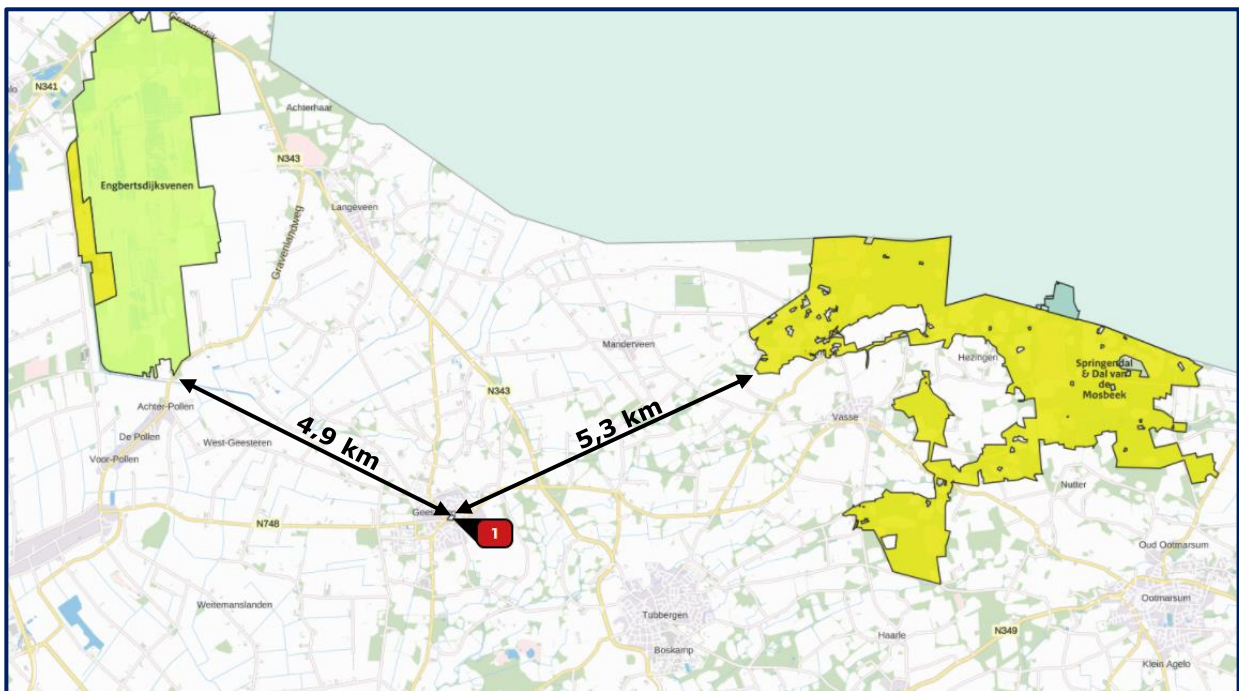 N341
Achterhaar
N343
Engbertsdijksvenen
Langeveen
Gravenlandweg
Manderveen
Hezingen
Springendal
& Dal van
de
Mosbeek
N343
Achter-Pollen
Vasse
4,9 km
5,3 km
De Pollen
West-Geesteren
Voor-Pollen
Nutter
N748
1
Oud Ootmarsum
Weitemanslanden
Tubbergen
Ootmarsum
N349
Haarle
Boskamp
Klein Agelo